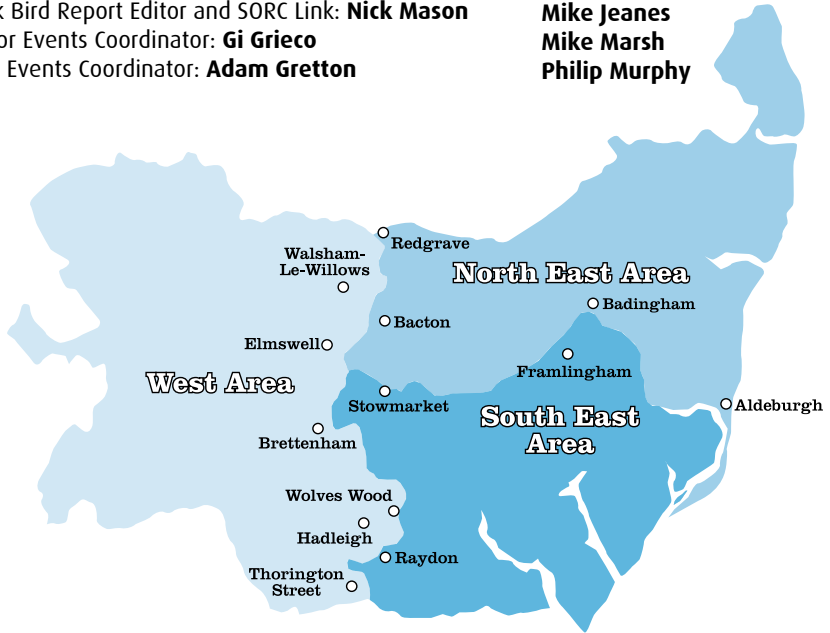 k Bird Report Editor and SORC Link: Nick Mason
or Events Coordinator: Gi Grieco
Events Coordinator: Adam Gretton
Mike Jeanes
Mike Marsh
Philip Murphy
Redgrave
Walsham-
Le-Willows
North East Area
Badingham
Bacton
Elmswell
Framlingham
West Area
Stowmarket
Aldeburgh
South East
Area
Brettenham
Wolves Wood
Hadleigh
Raydon
Thorington
Street